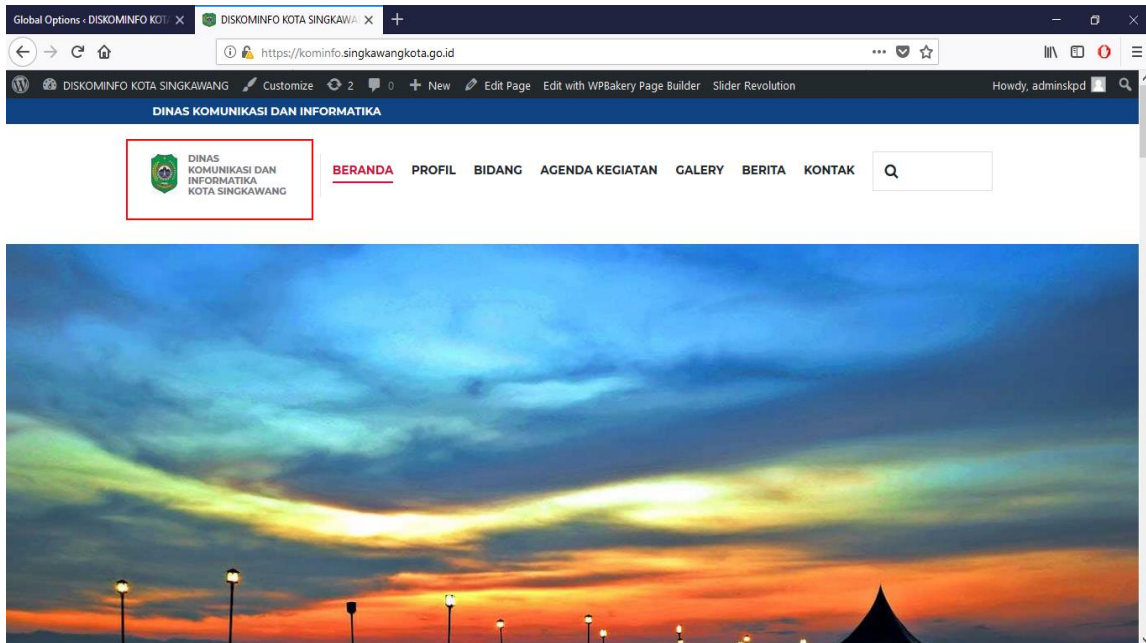 Global Options ‹ DISKOMINFO KOTA
DISKOMINFO KOTA SINGKAWA
https://kominfo.singkawangkota.go.id
DISKOMINFO KOTA SINGKAWANG Customize 2 0 + New Edit Page Edit with WPBakery Page Builder Slider Revolution Howdy, adminskpd
DINAS KOMUNIKASI DAN INFORMATIKA
DINAS
KOMUNIKASI DAN
INFORMATIKA
KOTA SINGKAWANG
BERANDA PROFIL BIDANG AGENDA KEGIATAN GALERY BERITA KONTAK